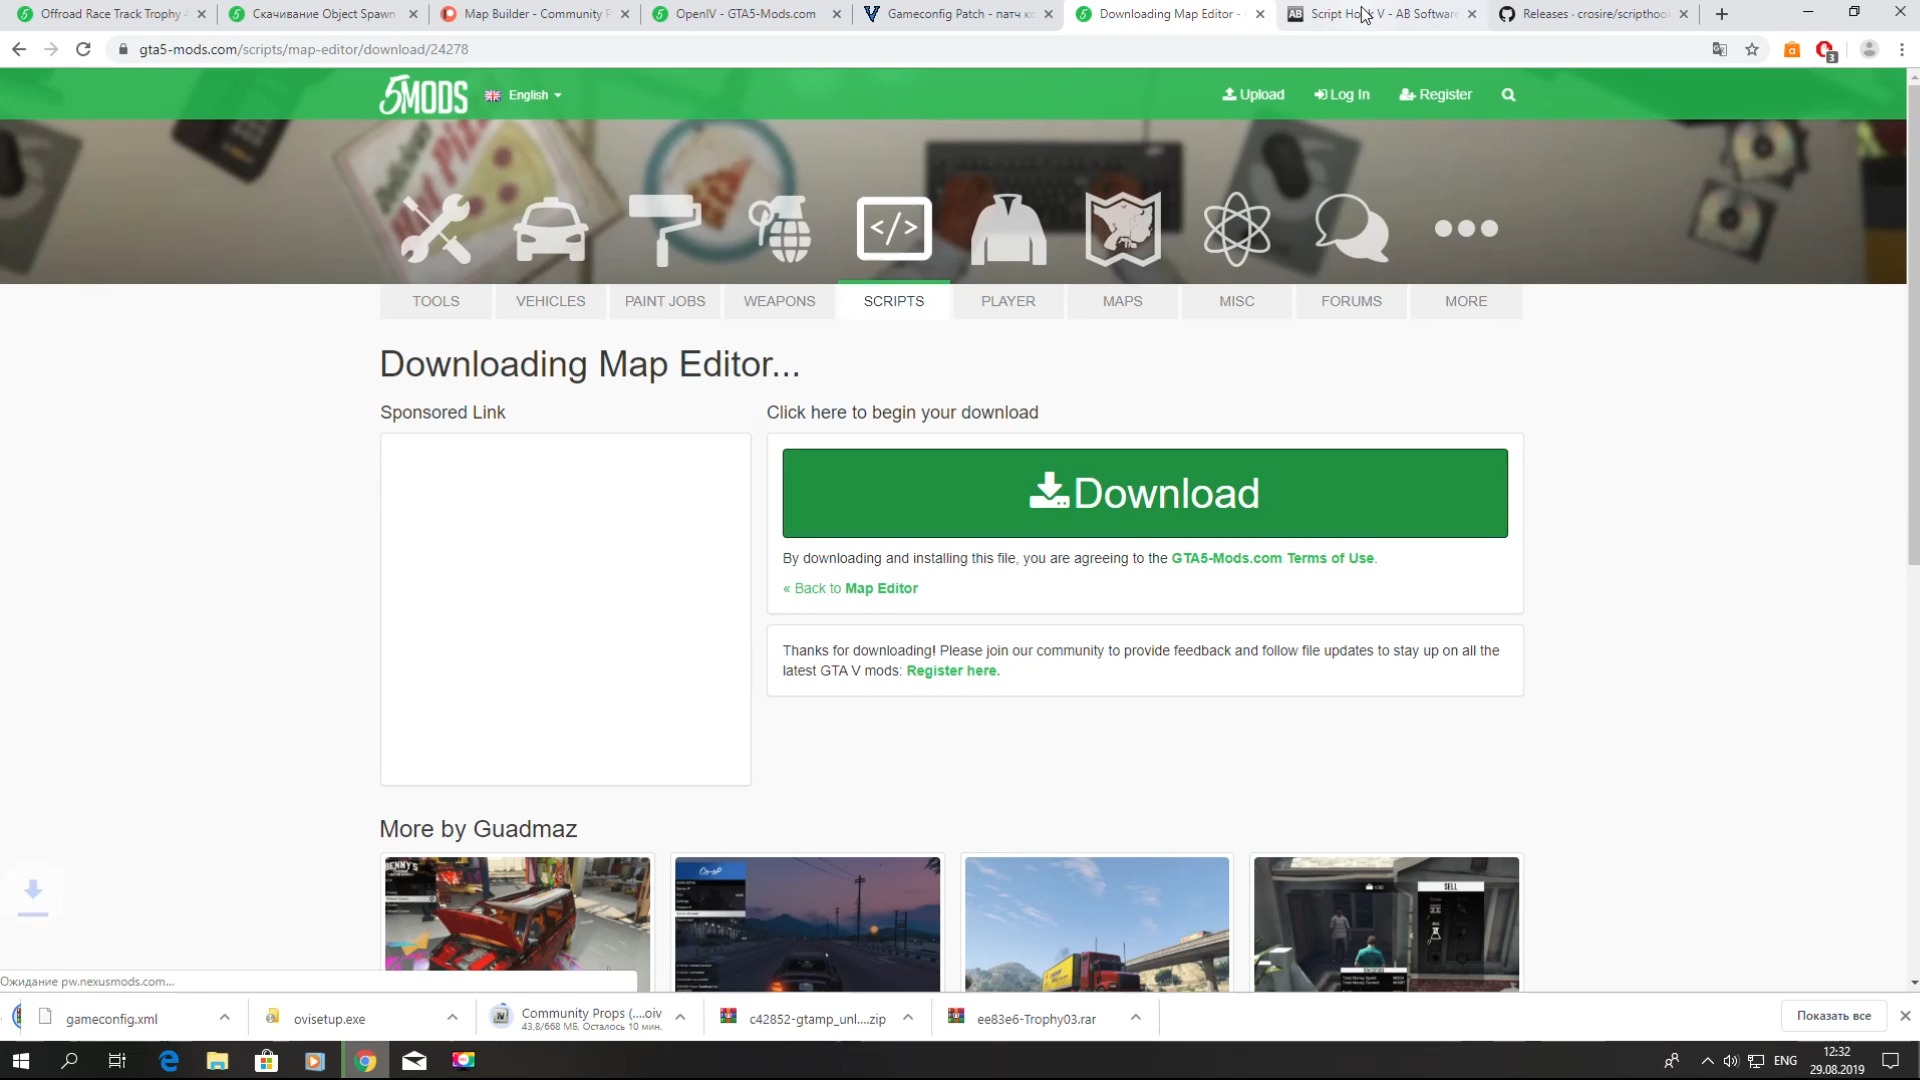 Offroad Race Track Trophy
Скачивание Object Spawn
Map Builder - Community P
OpenIV - GTA5-Mods.com
Gameconfig Patch - патч кс
Downloading Map Editor -
Script Hook V - AB Software
Releases · crosire/scripthook
gta5-mods.com/scripts/map-editor/download/24278
5MODS
English
Upload
Log In
Register
TOOLS
VEHICLES
PAINT JOBS
WEAPONS
SCRIPTS
PLAYER
MAPS
MISC
FORUMS
MORE
Downloading Map Editor...
Sponsored Link
Click here to begin your download
Download
By downloading and installing this file, you are agreeing to the GTA5-Mods.com Terms of Use.
« Back to Map Editor
Thanks for downloading! Please join our community to provide feedback and follow file updates to stay up on all the
latest GTA V mods: Register here.
More by Guadmaz
BENNY'S
Co-op
SELL
Ожидание pw.nexusmods.com...
gameconfig.xml
ovisetup.exe
Community Props (....oiv
43,8/668 МБ, Осталось 10 мин.
c42852-gtamp_unl....zip
ee83e6-Trophy03.rar
Показать все
ENG
12:32
29.08.2019